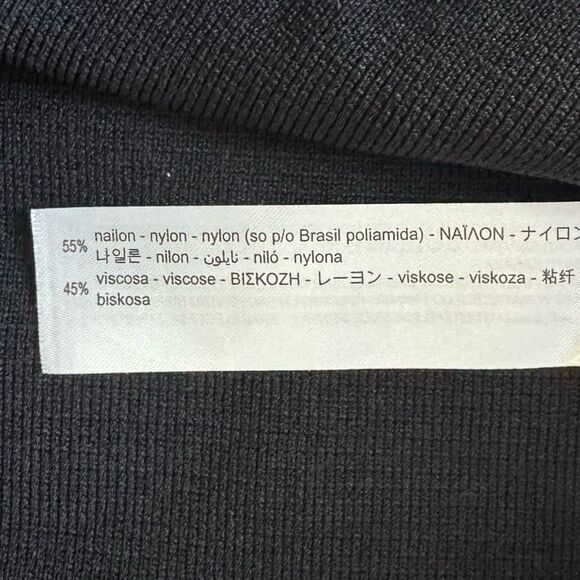 55% nailon - nylon - nylon (so p/o Brasil poliamida) - ΝΑΪΛΟΝ - ナイロン
나일론 - nilon - نايلون - niló - nylona
45% viscosa - viscose - ΒΙΣΚΟΖΗ - レーヨン - viskose - viskoza - 粘纤
biskosa